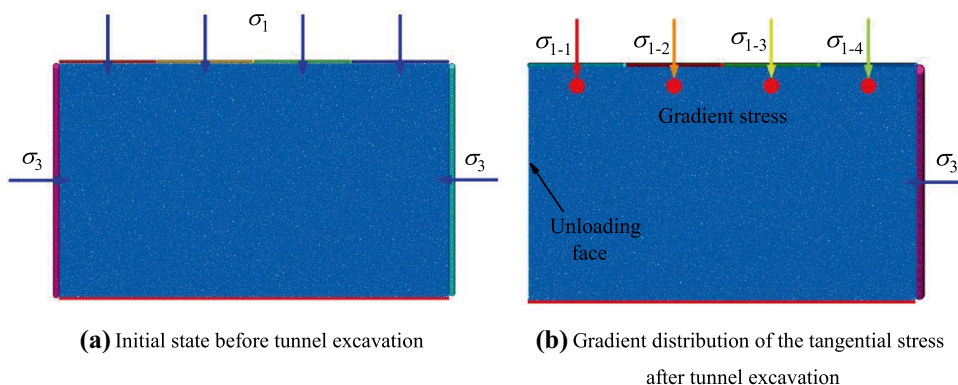 σ1
σ3
σ3
(a) Initial state before tunnel excavation
σ1-1 σ1-2 σ1-3 σ1-4
Gradient stress
σ3
Unloading
face
(b) Gradient distribution of the tangential stress
after tunnel excavation